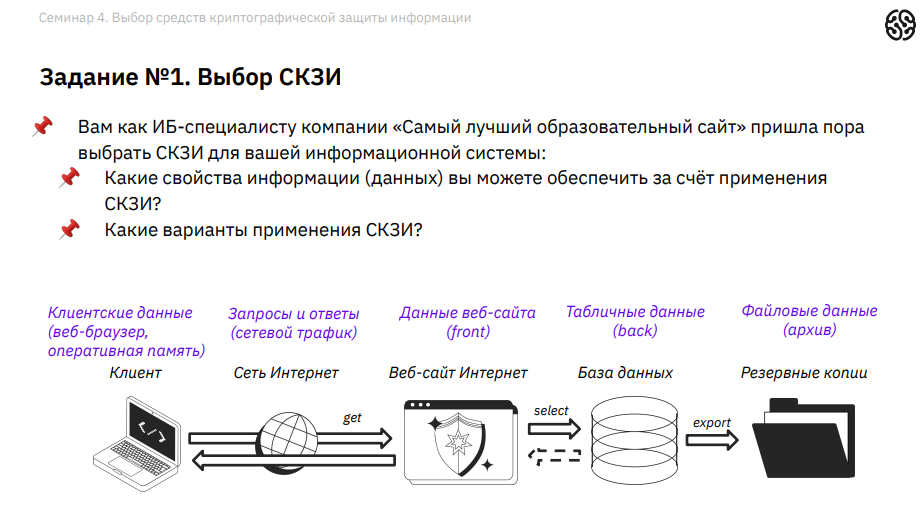 Семинар 4. Выбор средств криптографической защиты информации
Задание №1. Выбор СКЗИ
Вам как ИБ-специалисту компании «Самый лучший образовательный сайт» пришла пора
выбрать СКЗИ для вашей информационной системы:
Какие свойства информации (данных) вы можете обеспечить за счёт применения
СКЗИ?
Какие варианты применения СКЗИ?
Клиентские данные
(веб-браузер,
оперативная память)
Запросы и ответы
(сетевой трафик)
Данные веб-сайта
(front)
Табличные данные
(back)
Файловые данные
(архив)
Клиент
Сеть Интернет
Веб-сайт Интернет
База данных
Резервные копии
get
select
export